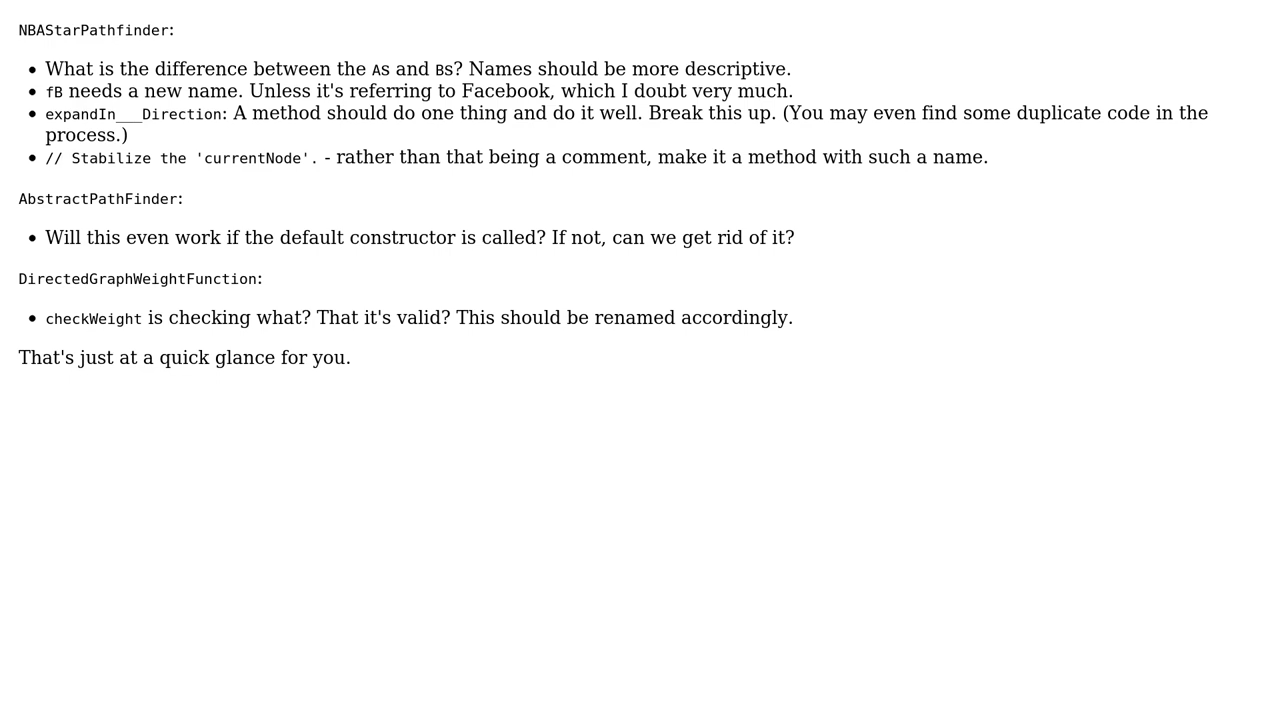 NBAStarPathfinder:
• What is the difference between the As and Bs? Names should be more descriptive.
• fB needs a new name. Unless it's referring to Facebook, which I doubt very much.
• expandIn___Direction: A method should do one thing and do it well. Break this up. (You may even find some duplicate code in the
process.)
• // Stabilize the 'currentNode'. - rather than that being a comment, make it a method with such a name.
AbstractPathFinder:
• Will this even work if the default constructor is called? If not, can we get rid of it?
DirectedGraphWeightFunction:
• checkWeight is checking what? That it's valid? This should be renamed accordingly.
That's just at a quick glance for you.